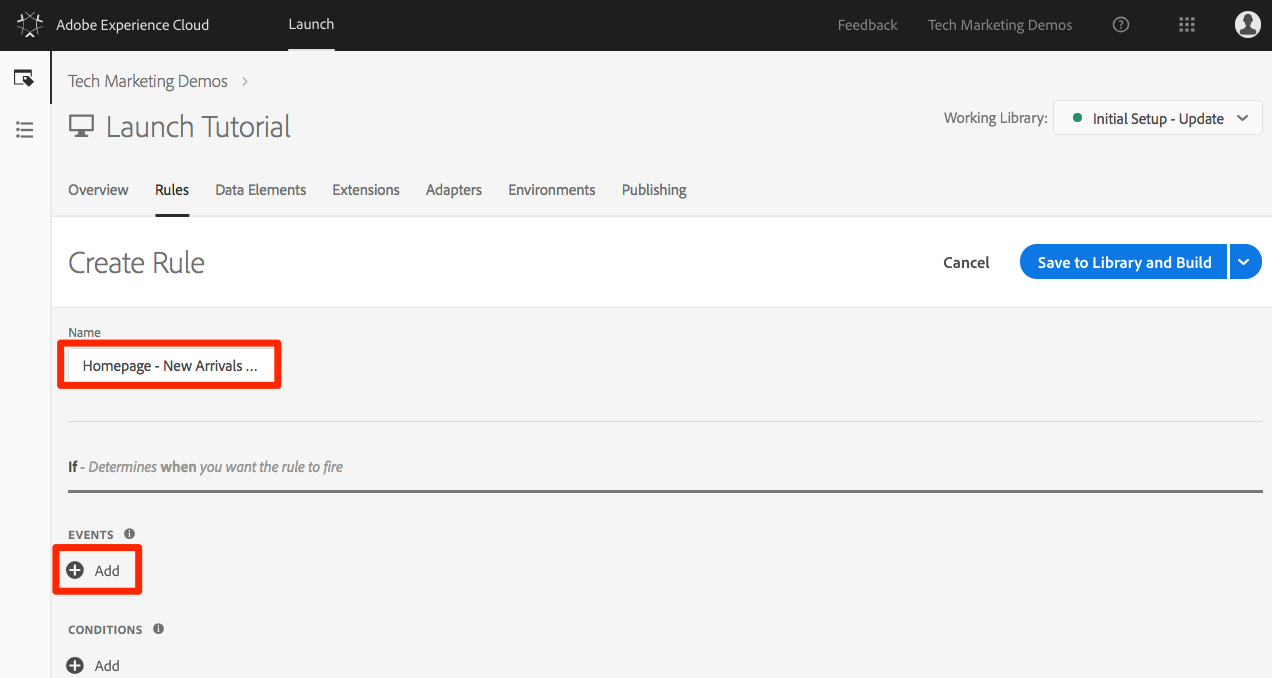 Adobe Experience Cloud Launch Feedback Tech Marketing Demos
Tech Marketing Demos
Launch Tutorial
Working Library: Initial Setup - Update
Overview Rules Data Elements Extensions Adapters Environments Publishing
Create Rule
Cancel Save to Library and Build
Name
Homepage - New Arrivals ...
If - Determines when you want the rule to fire
EVENTS
Add
CONDITIONS
Add